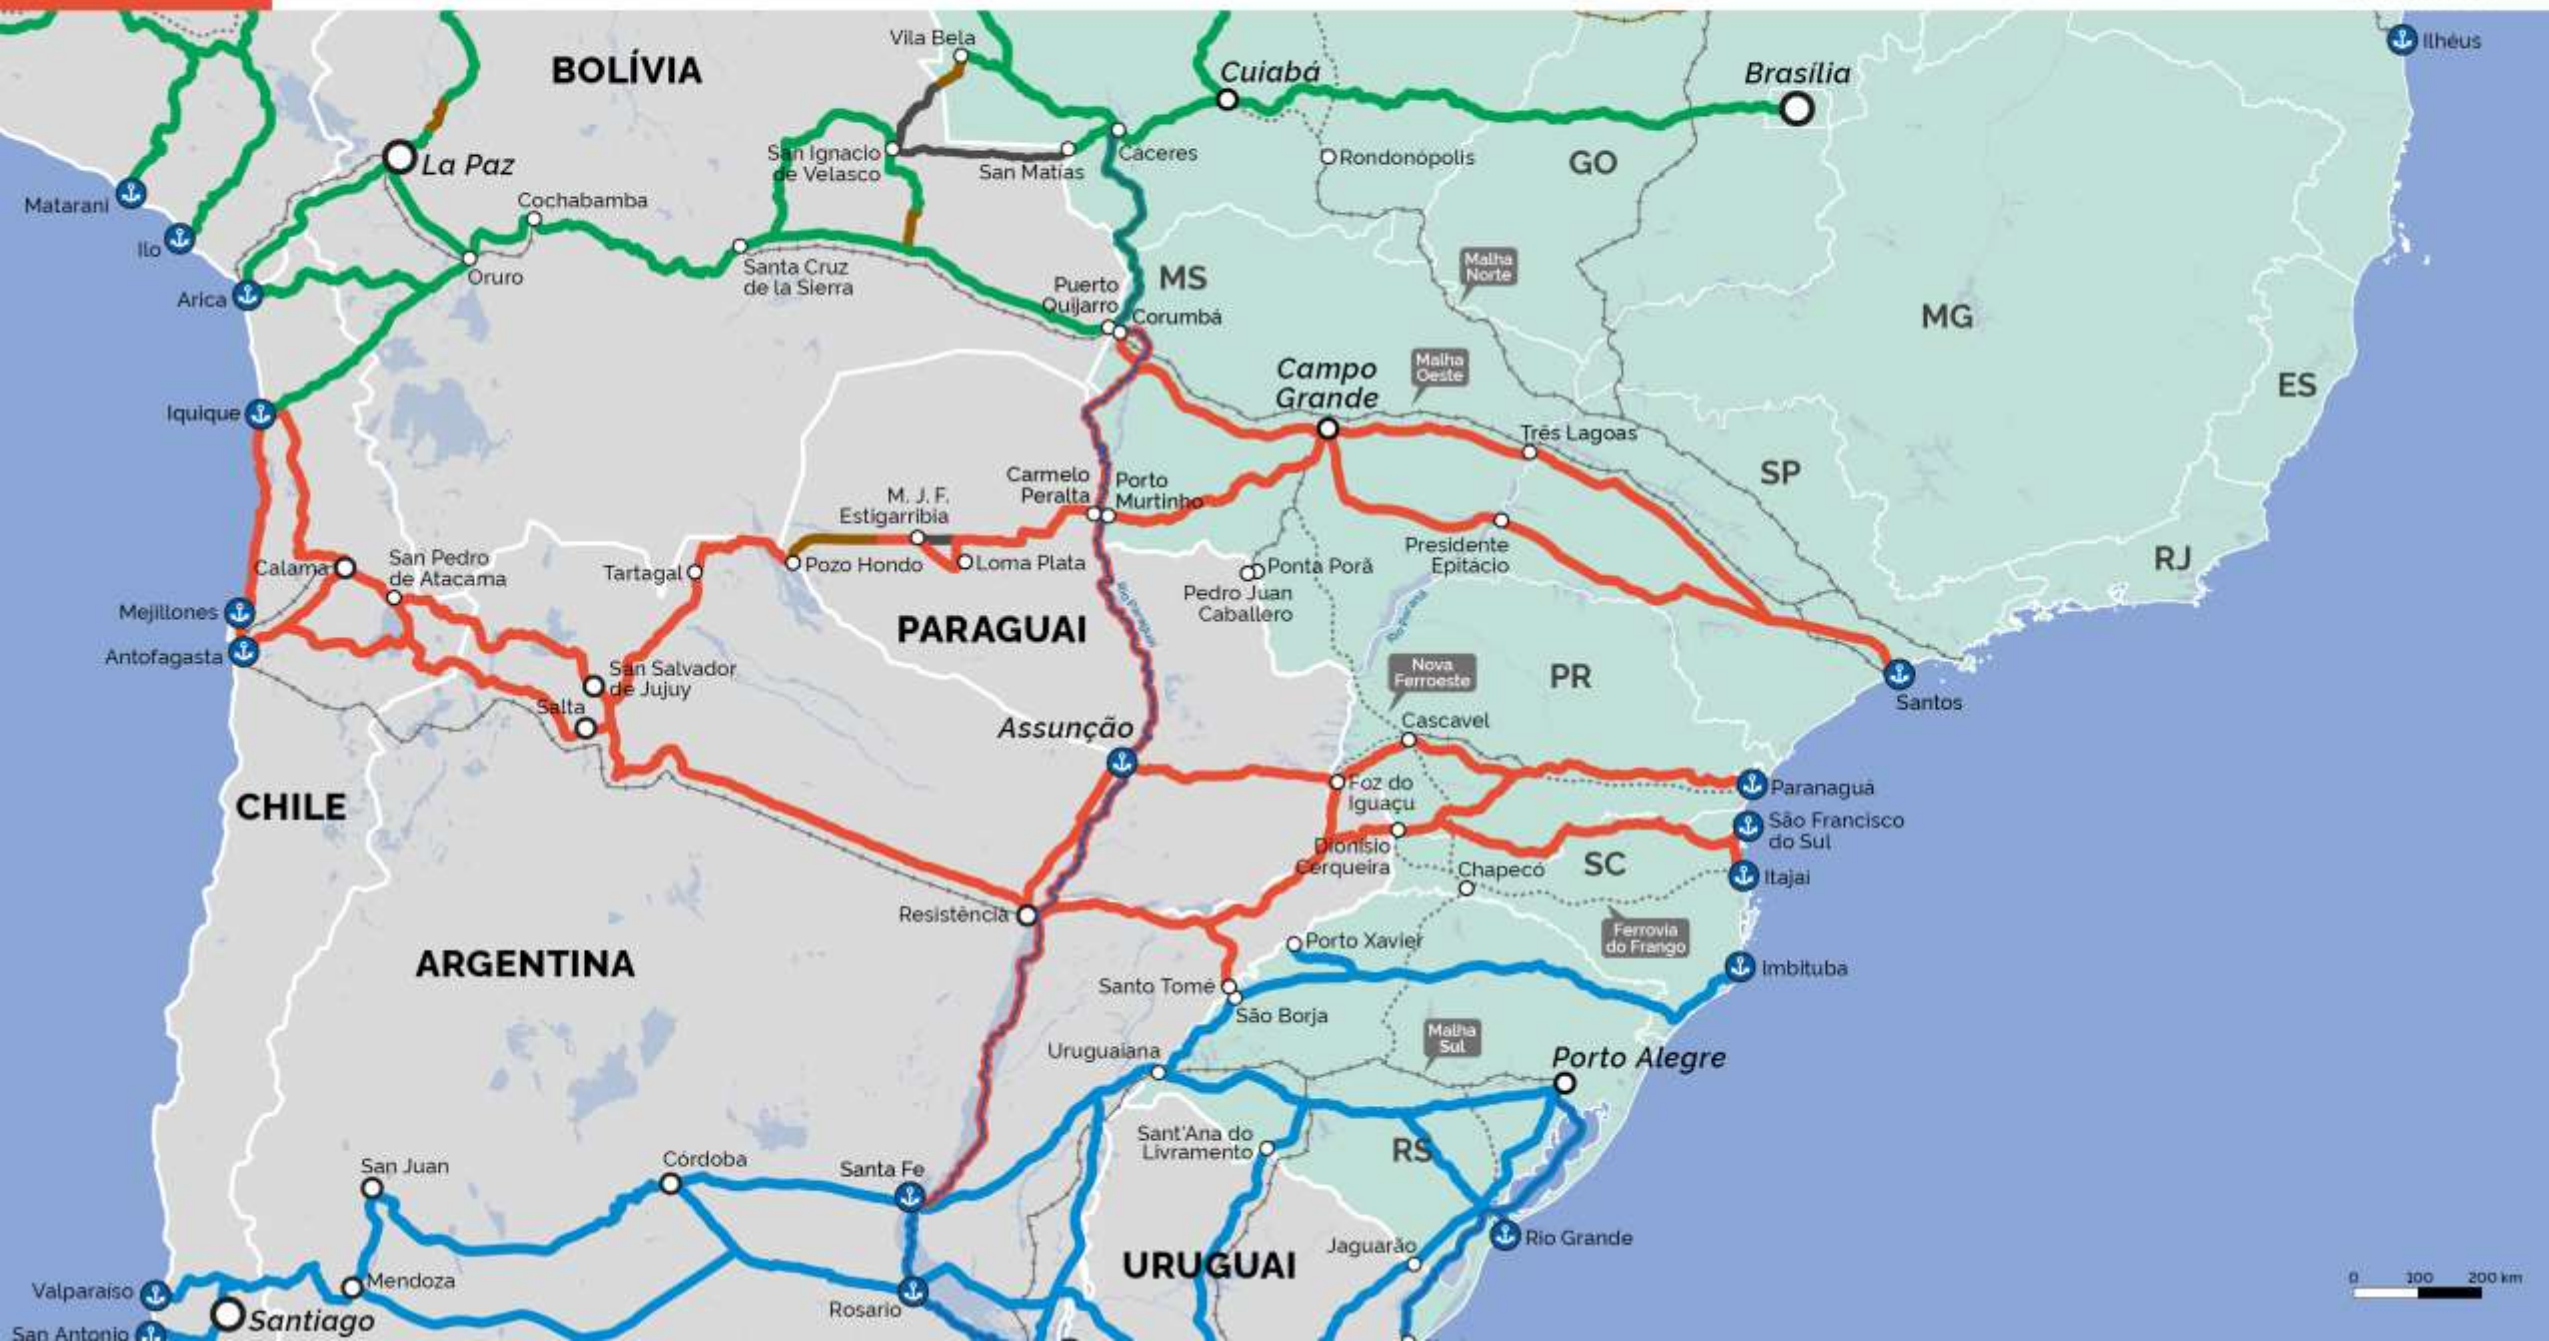 Vila Bela
Ilhéus
BOLÍVIA
Cuiabá
Brasília
La Paz
San Ignacio
de Velasco
San Matías
Cáceres
Rondonópolis
GO
Matarani
Cochabamba
Ilo
Oruro
Santa Cruz
de la Sierra
Arica
Puerto
Quijarro
MS
Malha
Norte
Corumbá
MG
Campo
Grande
Malha
Oeste
ES
Iquique
Três Lagoas
SP
Carmelo
Peralta
Porto
Murtinho
M. J. F.
Estigarribia
Calama
San Pedro
de Atacama
Tartagal
Pozo Hondo
Loma Plata
Presidente
Epitácio
RJ
Ponta Porã
Pedro Juan
Caballero
Rio Paraguai
Rio Paraná
Mejillones
PARAGUAI
Antofagasta
San Salvador
de Jujuy
Nova
Ferroeste
PR
Santos
Salta
Assunção
Cascavel
CHILE
Foz do
Iguaçu
Paranaguá
São Francisco
do Sul
Dionísio
Cerqueira
SC
Chapecó
Itajaí
Resistência
Porto Xavier
Ferrovia
do Frango
ARGENTINA
Imbituba
Santo Tomé
São Borja
Malha
Sul
Uruguaiana
Porto Alegre
Sant'Ana do
Livramento
RS
San Juan
Córdoba
Santa Fe
Jaguarão
Rio Grande
URUGUAI
Valparaíso
Mendoza
Rosario
Santiago
San Antonio
0 100 200 km